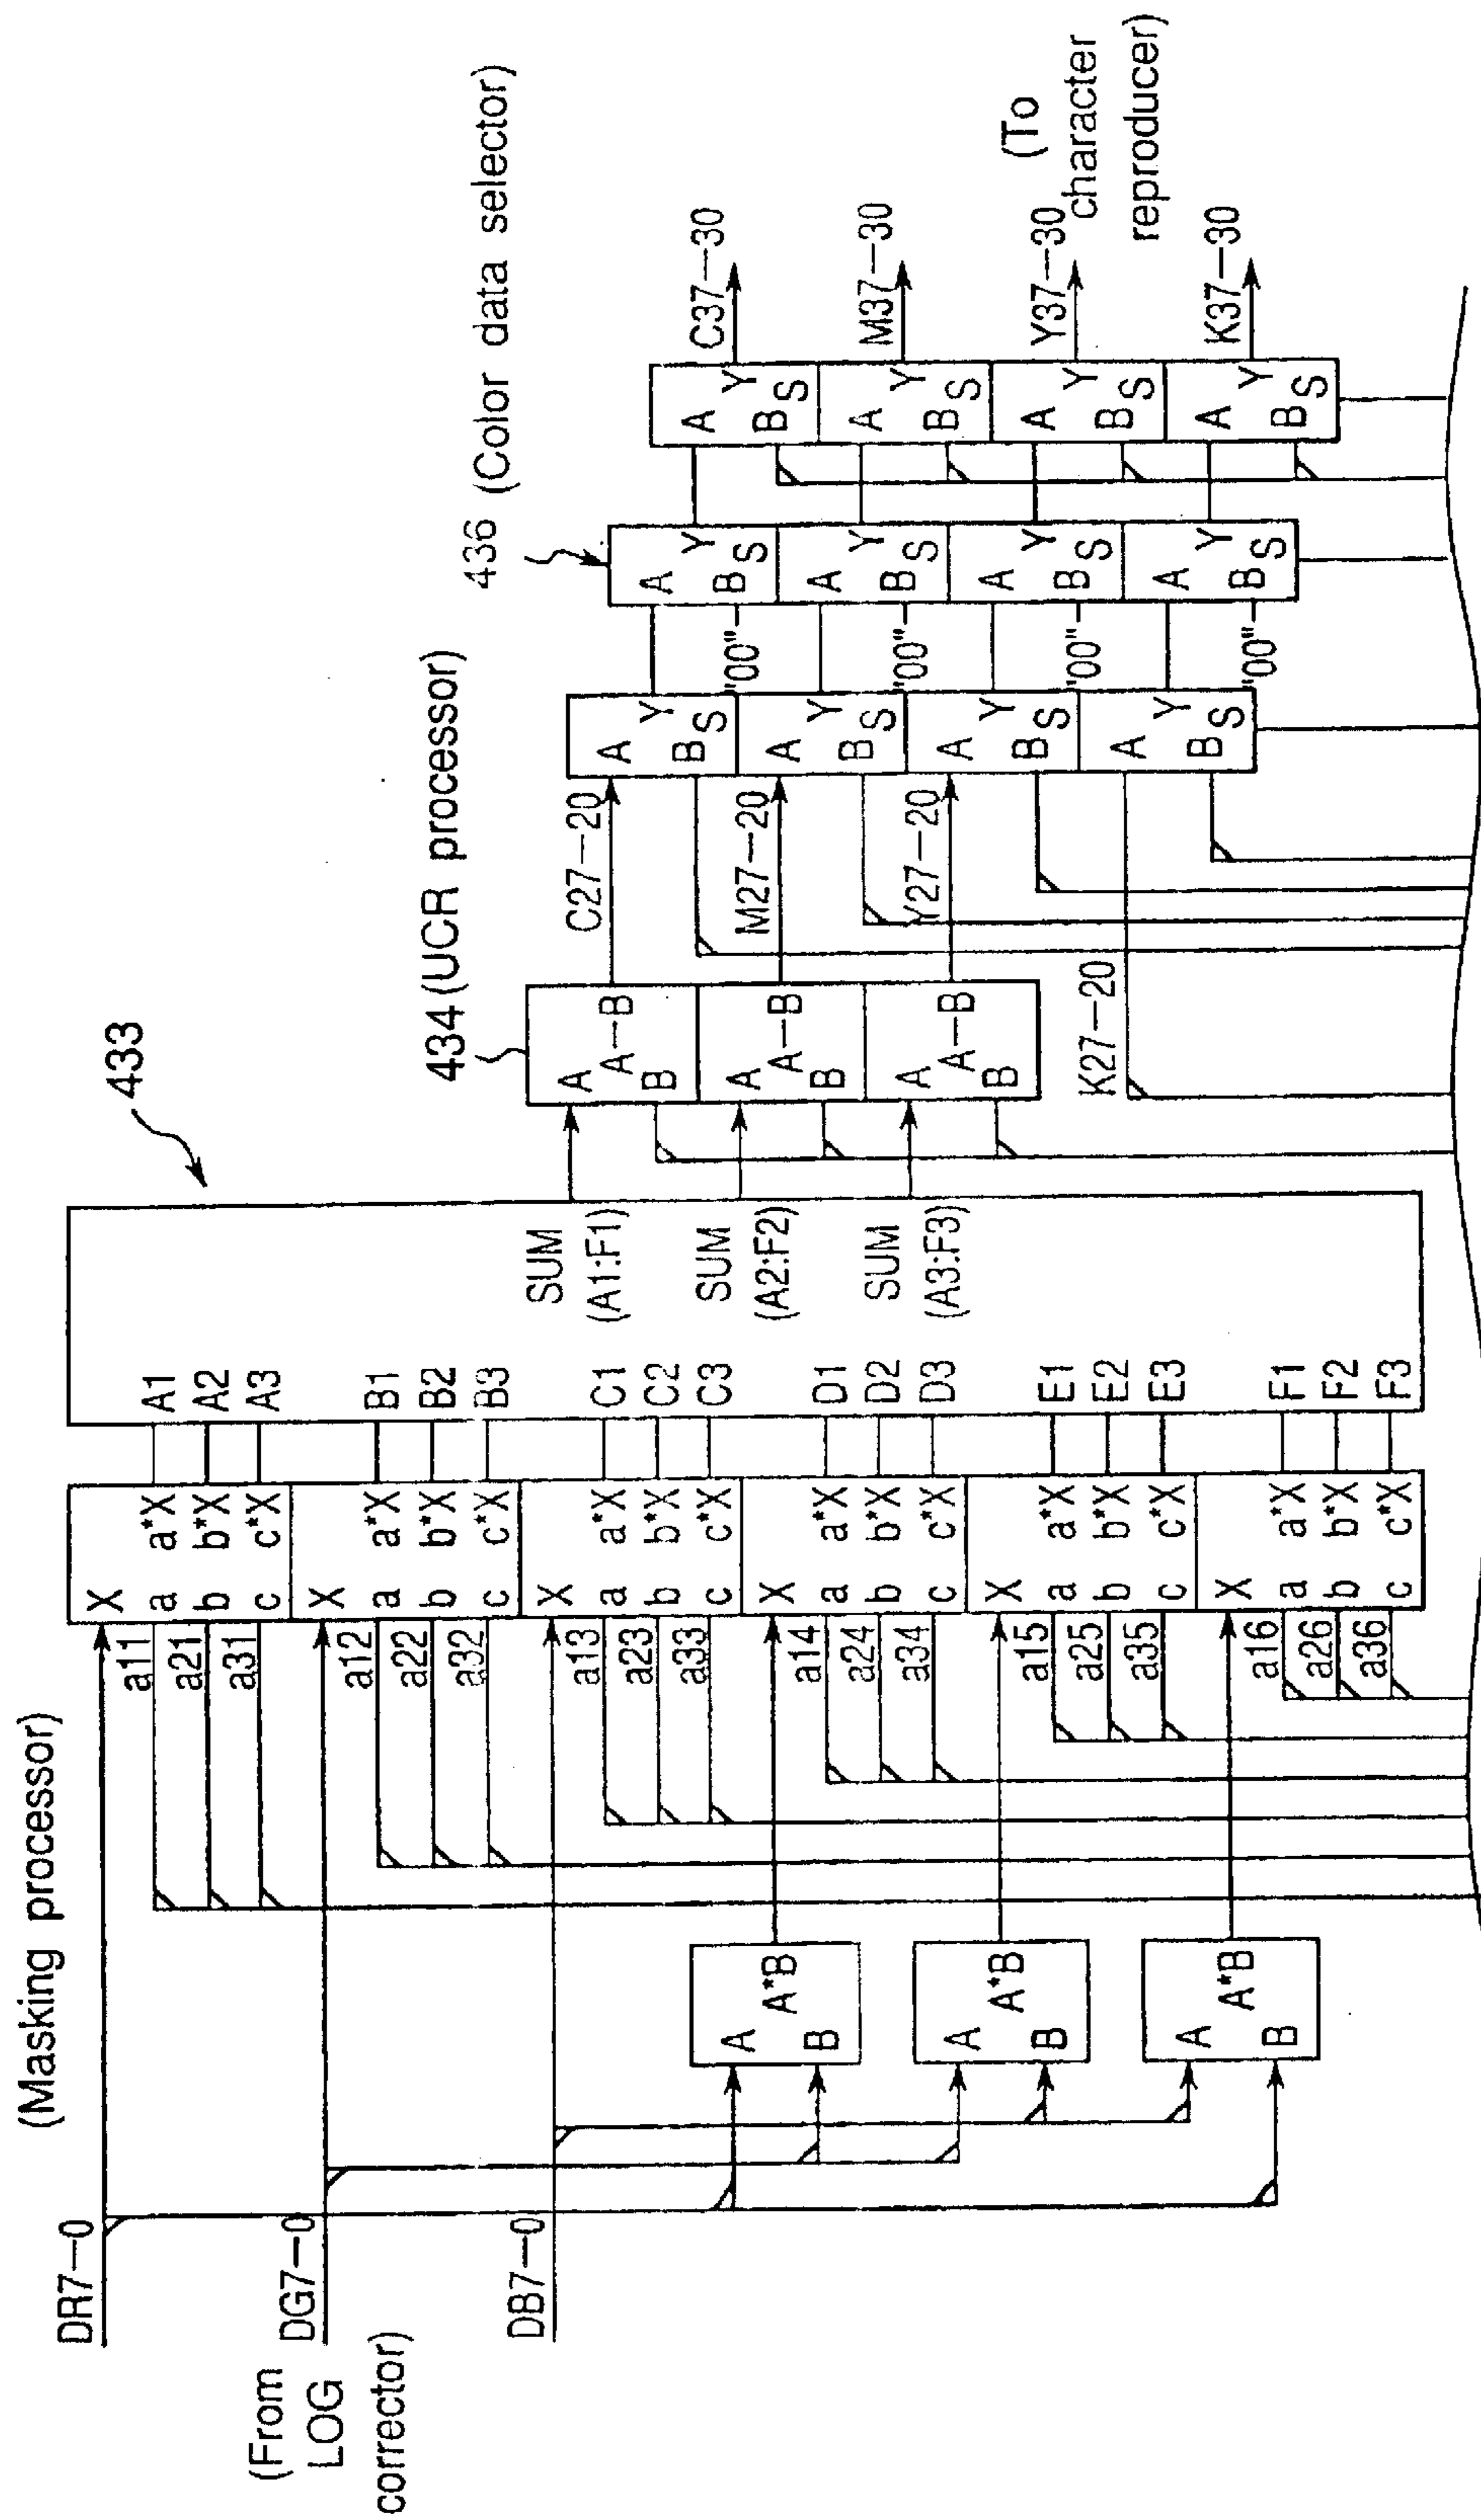 (Masking processor)
433
434 (UCR processor)
436 (Color data selector)
DR7—0
DG7—0
(From
LOG
corrector)
DB7—0
A
A*B
B
A
A*B
B
A
A*B
B
a11
a21
a31
a12
a22
a32
a13
a23
a33
a14
a24
a34
a15
a25
a35
a16
a26
a36
X
a a*X
b b*X
c c*X
X
a a*X
b b*X
c c*X
X
a a*X
b b*X
c c*X
X
a a*X
b b*X
c c*X
X
a a*X
b b*X
c c*X
X
a a*X
b b*X
c c*X
A1
A2
A3
B1
B2
B3
C1
C2
C3
D1
D2
D3
E1
E2
E3
F1
F2
F3
SUM
(A1:F1)
SUM
(A2:F2)
SUM
(A3:F3)
A
A—B
B
A
A—B
B
A
A—B
B
C27—20
M27—20
Y27—20
K27—20
A
Y
B
S
A
Y
B
S
A
Y
B
S
A
Y
B
S
"00"
"00"
"00"
"00"
A
Y
B
S
A
Y
B
S
A
Y
B
S
A
Y
B
S
A
Y
B
S
A
Y
B
S
A
Y
B
S
A
Y
B
S
C37—30
M37—30
Y37—30
K37—30
(To
character
reproducer)